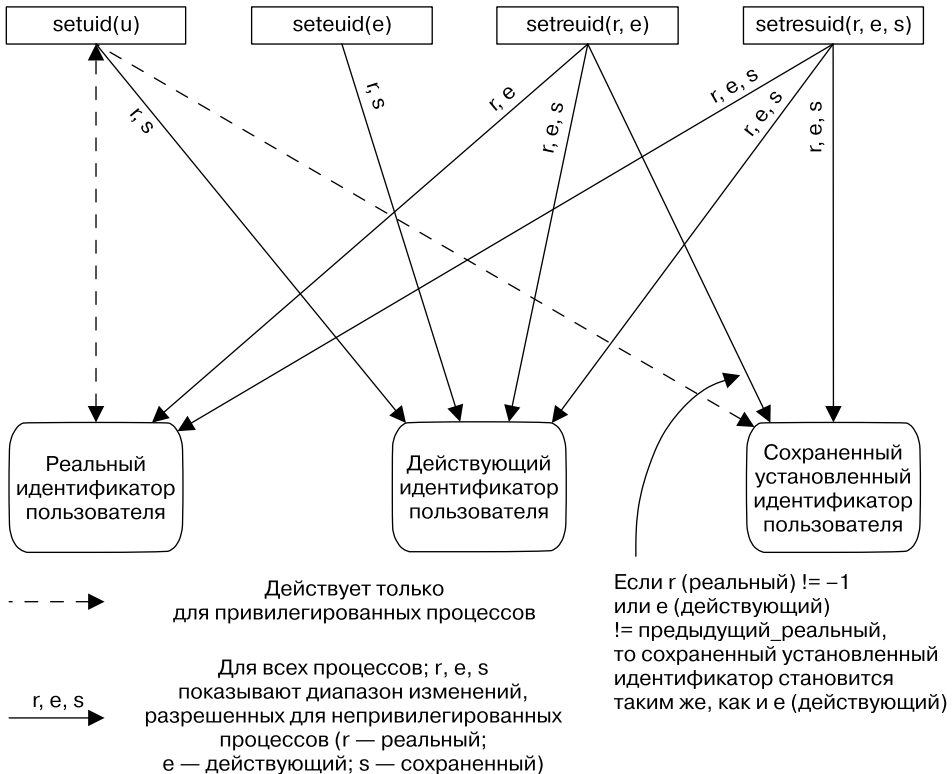 setuid(u)
seteuid(e)
setreuid(r, e)
setresuid(r, e, s)
r, s
r, s
r, e
r, e, s
r, e, s
r, e, s
r, e, s
Реальный
идентификатор
пользователя
Действующий
идентификатор
пользователя
Сохраненный
установленный
идентификатор
пользователя
Действует только
для привилегированных процессов
r, e, s
Для всех процессов; r, e, s
показывают диапазон изменений,
разрешенных для непривилегированных
процессов (r — реальный;
e — действующий; s — сохраненный)
Если r (реальный) != −1
или e (действующий)
!= предыдущий_реальный,
то сохраненный установленный
идентификатор становится
таким же, как и e (действующий)